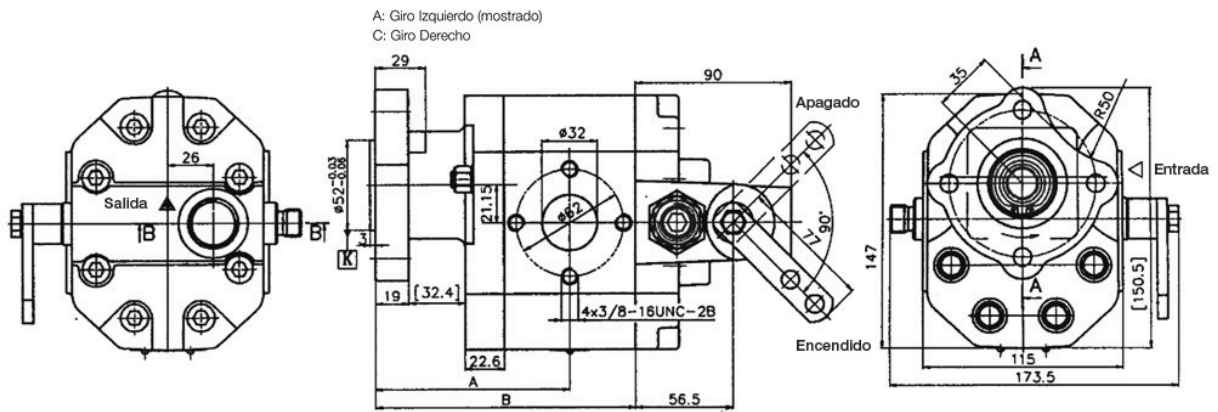 A: Giro Izquierdo (mostrado)
C: Giro Derecho
26
Salida
B
B
29
90
Apagado
ø32
ø52-0.03
-0.06
21.15
ø62
3
K
77
90°
19
[32.4]
4x3/8-16UNC-2B
Encendido
22.6
A
B
56.5
35
A
R50
Entrada
147
A
[150.5]
115
173.5